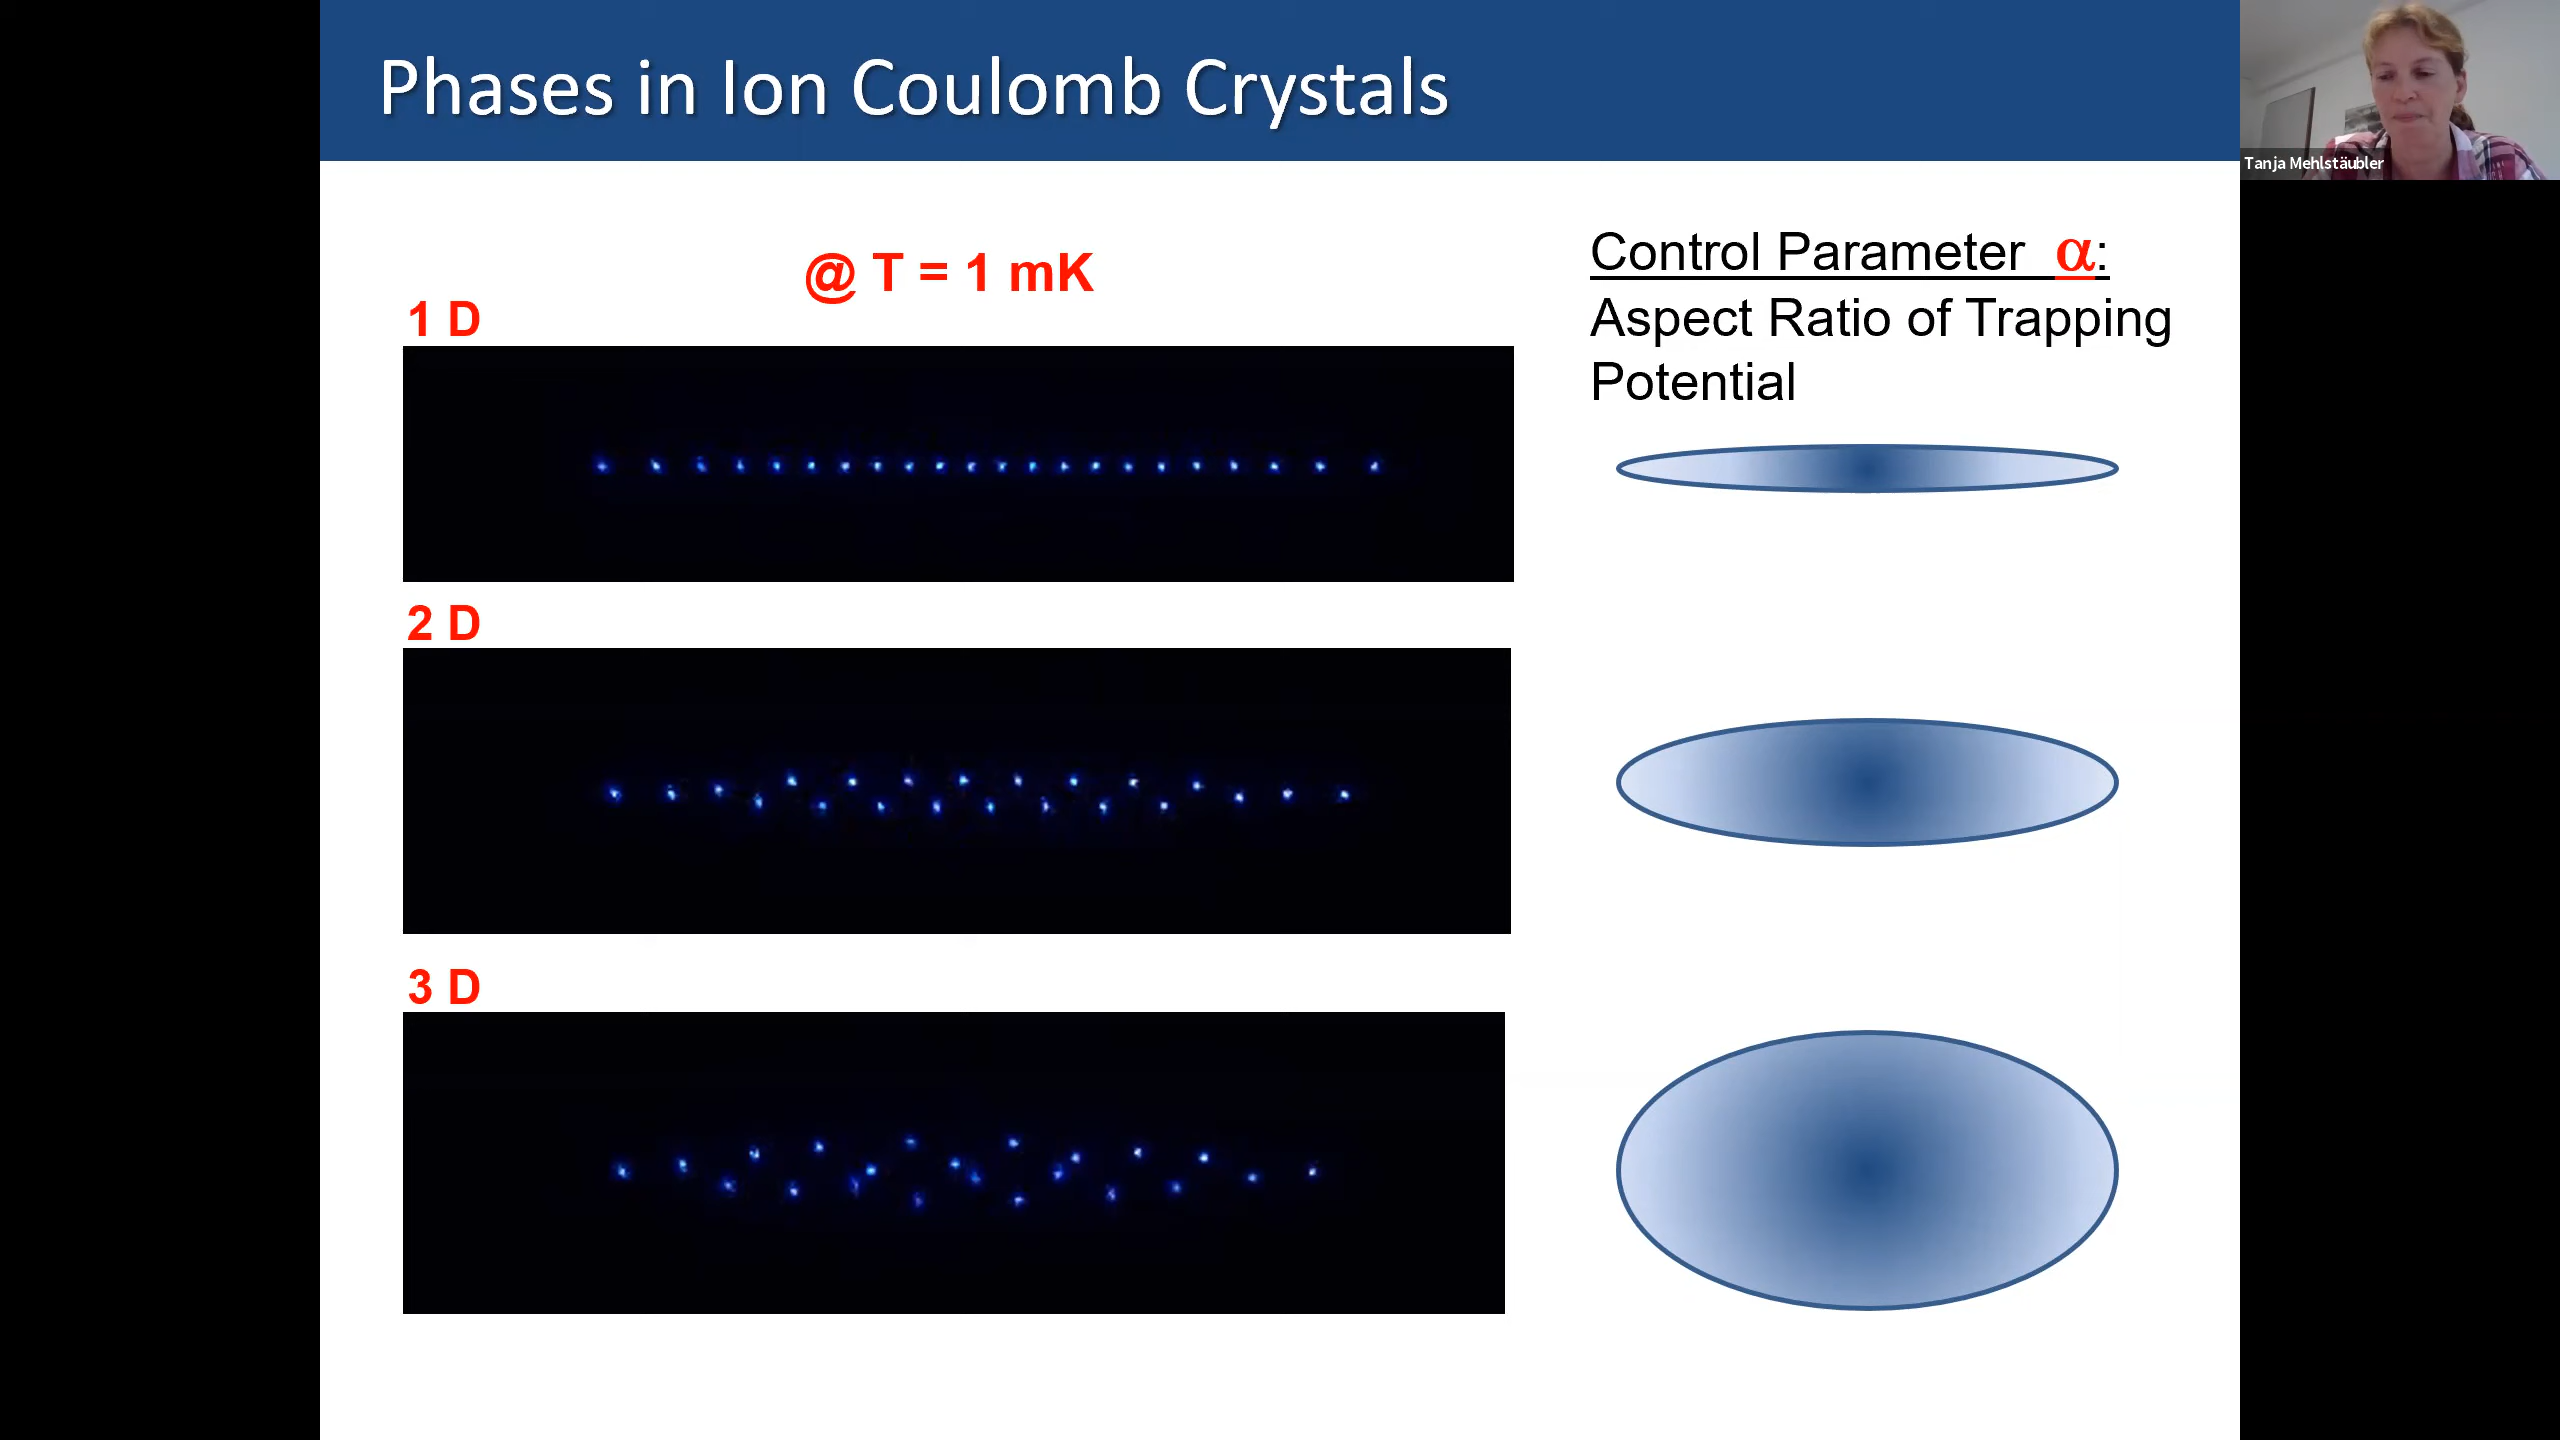 Phases in Ion Coulomb Crystals
Tanja Mehlstäubler
@ T = 1 mK
1 D
2 D
3 D
Control Parameter α:
Aspect Ratio of Trapping
Potential